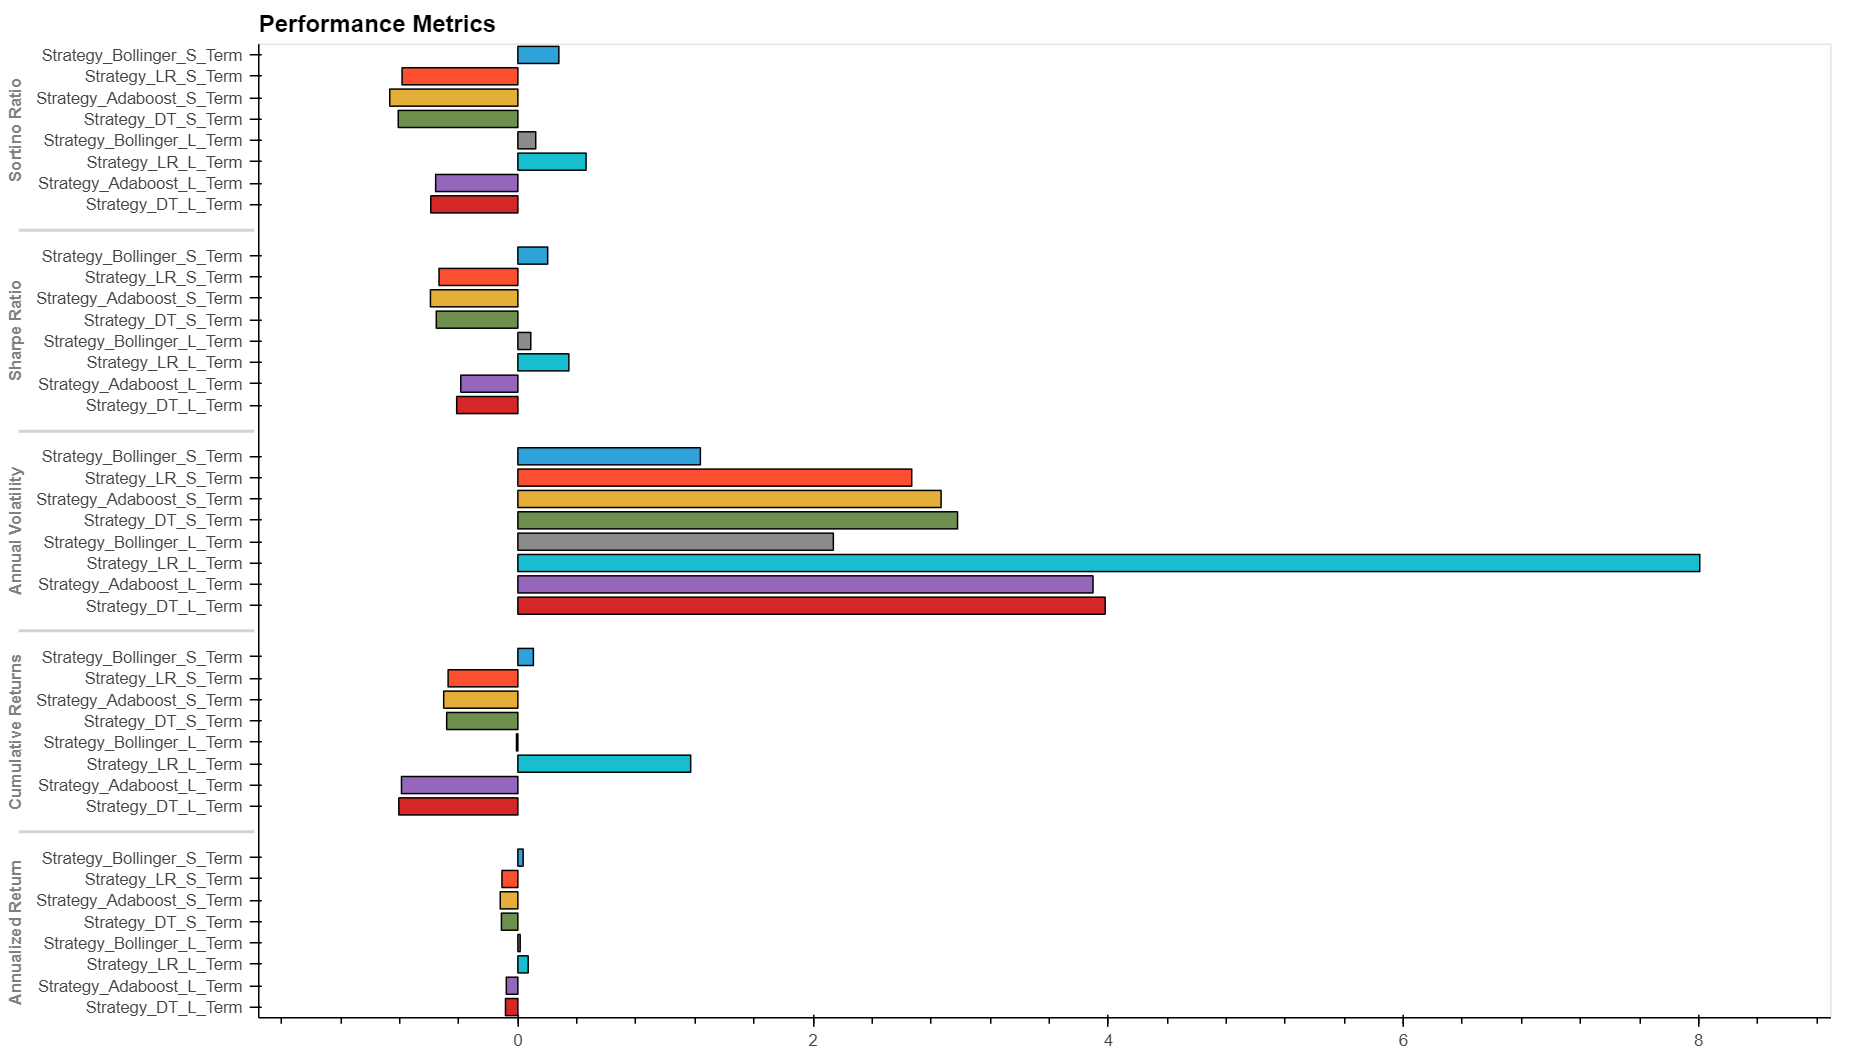 Performance Metrics
Sortino Ratio
Strategy_Bollinger_S_Term
Strategy_LR_S_Term
Strategy_Adaboost_S_Term
Strategy_DT_S_Term
Strategy_Bollinger_L_Term
Strategy_LR_L_Term
Strategy_Adaboost_L_Term
Strategy_DT_L_Term
Sharpe Ratio
Strategy_Bollinger_S_Term
Strategy_LR_S_Term
Strategy_Adaboost_S_Term
Strategy_DT_S_Term
Strategy_Bollinger_L_Term
Strategy_LR_L_Term
Strategy_Adaboost_L_Term
Strategy_DT_L_Term
Annual Volatility
Strategy_Bollinger_S_Term
Strategy_LR_S_Term
Strategy_Adaboost_S_Term
Strategy_DT_S_Term
Strategy_Bollinger_L_Term
Strategy_LR_L_Term
Strategy_Adaboost_L_Term
Strategy_DT_L_Term
Cumulative Returns
Strategy_Bollinger_S_Term
Strategy_LR_S_Term
Strategy_Adaboost_S_Term
Strategy_DT_S_Term
Strategy_Bollinger_L_Term
Strategy_LR_L_Term
Strategy_Adaboost_L_Term
Strategy_DT_L_Term
Annualized Return
Strategy_Bollinger_S_Term
Strategy_LR_S_Term
Strategy_Adaboost_S_Term
Strategy_DT_S_Term
Strategy_Bollinger_L_Term
Strategy_LR_L_Term
Strategy_Adaboost_L_Term
Strategy_DT_L_Term
0 2 4 6 8